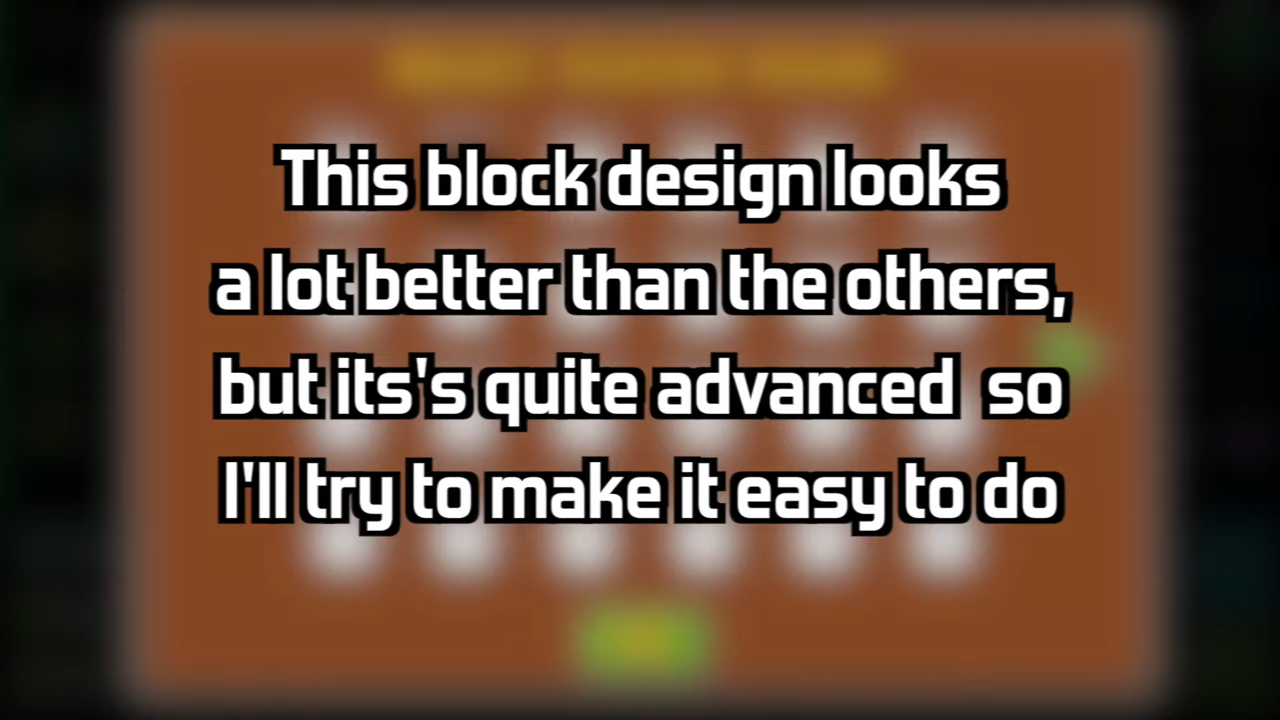 This block design looks
a lot better than the others,
but its's quite advanced  so
I'll try to make it easy to do